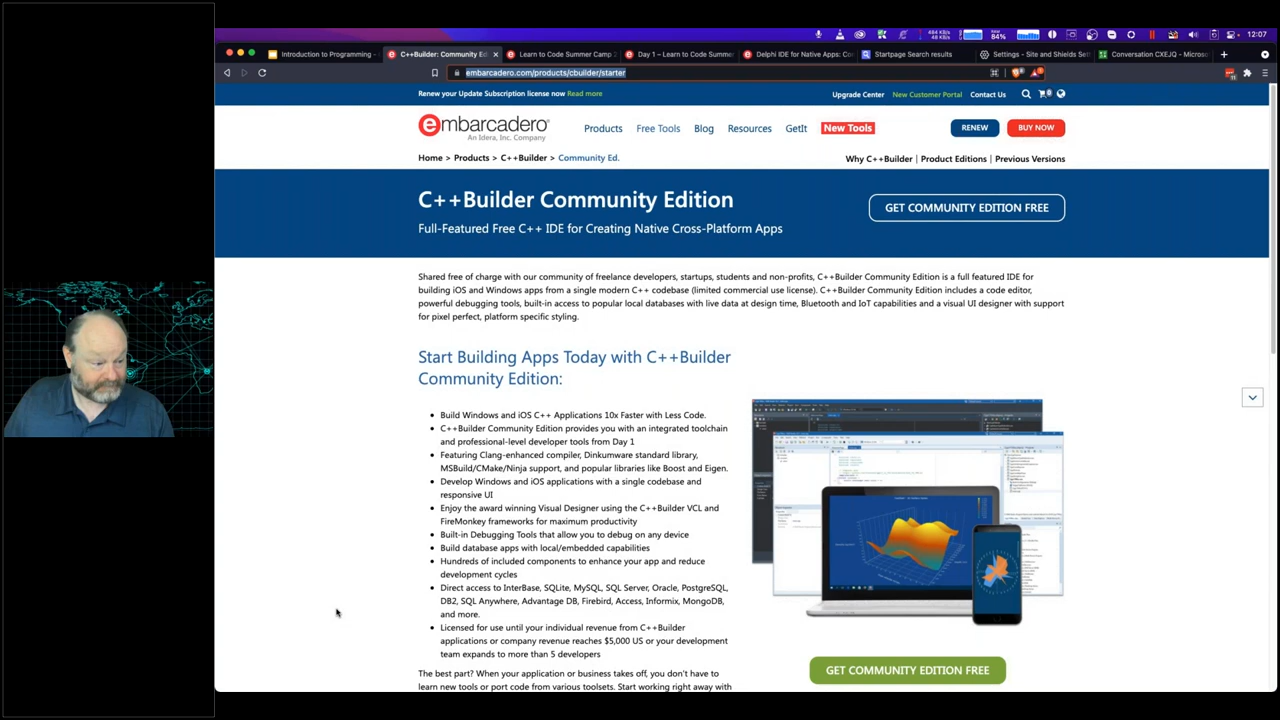 484 KB/s
48 KB/s
84%
12:07
Introduction to Programming -
C++Builder: Community Ed
Learn to Code Summer Camp 2
Day 1 – Learn to Code Summer
Delphi IDE for Native Apps: Co
Startpage Search results
Settings - Site and Shields Set
Conversation CXEJQ - Micros
embarcadero.com/products/cbuilder/starter
Renew your Update Subscription license now Read more
Upgrade Center New Customer Portal Contact Us
embarcadero®
An Idera, Inc. Company
Products Free Tools Blog Resources GetIt New Tools RENEW BUY NOW
Home > Products > C++Builder > Community Ed.
Why C++Builder | Product Editions | Previous Versions
C++Builder Community Edition
GET COMMUNITY EDITION FREE
Full-Featured Free C++ IDE for Creating Native Cross-Platform Apps
Shared free of charge with our community of freelance developers, startups, students and non-profits, C++Builder Community Edition is a full featured IDE for
building iOS and Windows apps from a single modern C++ codebase (limited commercial use license). C++Builder Community Edition includes a code editor,
powerful debugging tools, built-in access to popular local databases with live data at design time, Bluetooth and IoT capabilities and a visual UI designer with support
for pixel perfect, platform specific styling.
Start Building Apps Today with C++Builder
Community Edition:
Build Windows and iOS C++ Applications 10x Faster with Less Code.
C++Builder Community Edition provides you with an integrated toolchain
and professional-level developer tools from Day 1
Featuring Clang-enhanced compiler, Dinkumware standard library,
MSBuild/CMake/Ninja support, and popular libraries like Boost and Eigen.
Develop Windows and iOS applications with a single codebase and
responsive UI
Enjoy the award winning Visual Designer using the C++Builder VCL and
FireMonkey frameworks for maximum productivity
Built-in Debugging Tools that allow you to debug on any device
Build database apps with local/embedded capabilities
Hundreds of included components to enhance your app and reduce
development cycles
Direct access to InterBase, SQLite, MySQL, SQL Server, Oracle, PostgreSQL,
DB2, SQL Anywhere, Advantage DB, Firebird, Access, Informix, MongoDB,
and more.
Licensed for use until your individual revenue from C++Builder
applications or company revenue reaches $5,000 US or your development
team expands to more than 5 developers
The best part? When your application or business takes off, you don't have to
learn new tools or port code from various toolsets. Start working right away with
GET COMMUNITY EDITION FREE